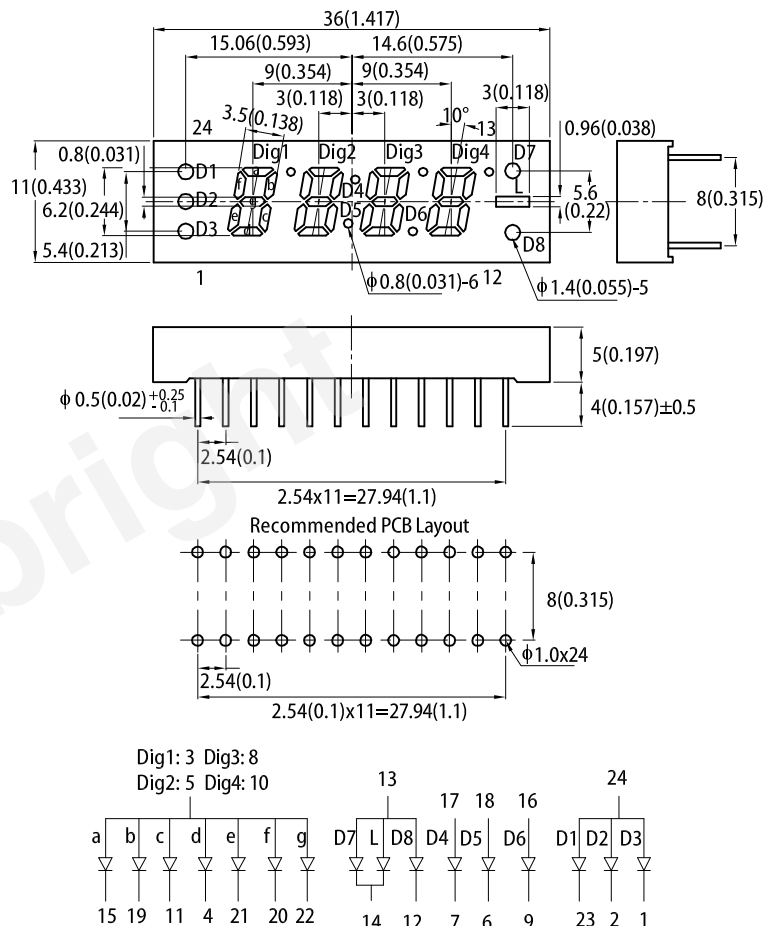 36(1.417)
15.06(0.593) 14.6(0.575)
9(0.354) 9(0.354)
3(0.118) 3(0.118) 3(0.118)
3.5(0.138) 10°
24 13 0.96(0.038)
Dig1 Dig2 Dig3 Dig4 D7
0.8(0.031) D1 a
f b D4 L
11(0.433) D2 g 5.6 8(0.315)
6.2(0.244) D5 (0.22)
e c D6
5.4(0.213) D3 d D8
1 ϕ0.8(0.031)-6 12 ϕ1.4(0.055)-5
5(0.197)
ϕ0.5(0.02) +0.25 -0.1 4(0.157)±0.5
2.54(0.1)
2.54x11=27.94(1.1)
Recommended PCB Layout
8(0.315)
ϕ1.0x24
2.54(0.1)
2.54(0.1)x11=27.94(1.1)
Dig1: 3 Dig3: 8
Dig2: 5 Dig4: 10
13 17 18 16 24
a b c d e f g D7 L D8 D4 D5 D6 D1 D2 D3
15 19 11 4 21 20 22 14 12 7 6 9 23 2 1
bright